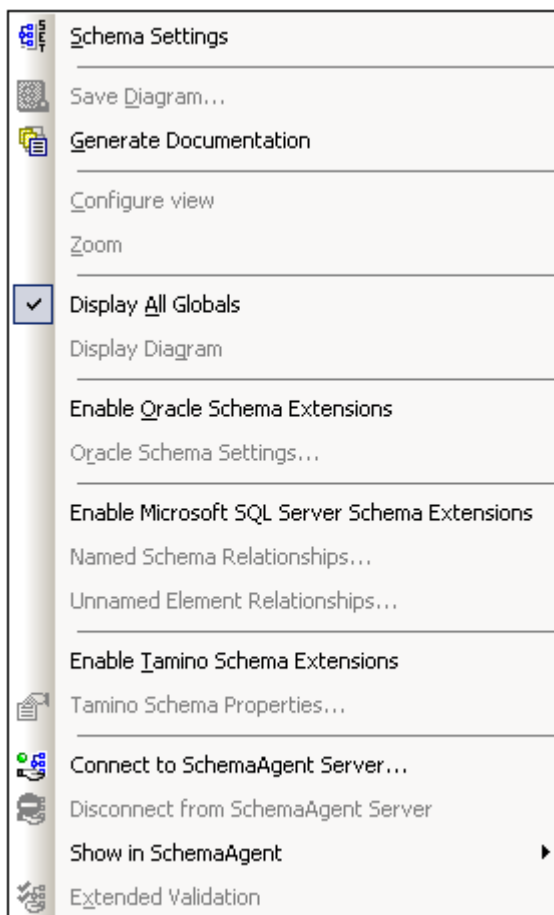 Schema Settings
Save Diagram...
Generate Documentation
Configure view
Zoom
Display All Globals
Display Diagram
Enable Oracle Schema Extensions
Oracle Schema Settings...
Enable Microsoft SQL Server Schema Extensions
Named Schema Relationships...
Unnamed Element Relationships...
Enable Tamino Schema Extensions
Tamino Schema Properties...
Connect to SchemaAgent Server...
Disconnect from SchemaAgent Server
Show in SchemaAgent
Extended Validation